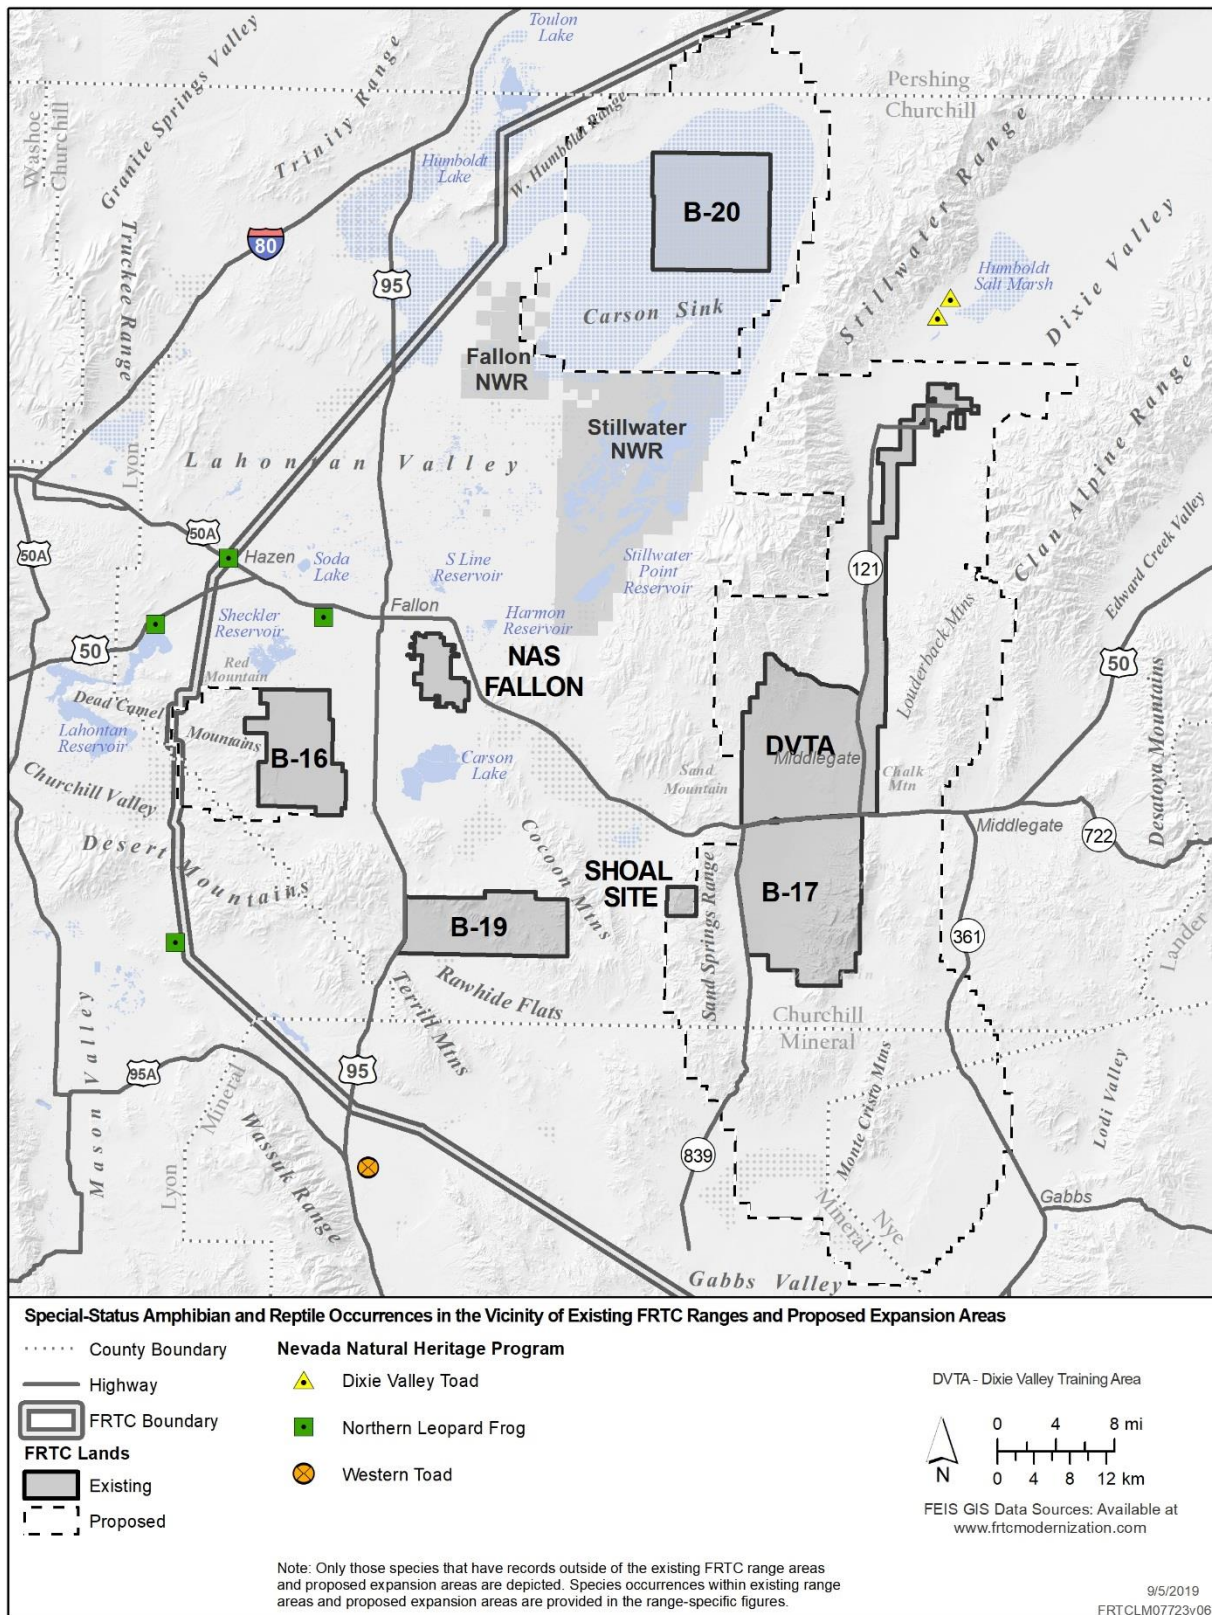 Toulon
Lake
Granite Springs Valley
Trinity Range
Pershing
Churchill
Washoe
Churchill
Humboldt
Lake
W. Humboldt Range
Stillwater Range
B-20
Truckee Range
80
95
Humboldt
Salt Marsh
Dixie Valley
Carson Sink
Fallon
NWR
Stillwater
NWR
Lahontan Valley
Lyon
Clan Alpine Range
50A
50A
Hazen
Soda
Lake
S Line
Reservoir
Stillwater
Point
Reservoir
121
Edward Creek Valley
Fallon
Harmon
Reservoir
Sheckler
Reservoir
50
Red
Mountain
NAS
FALLON
Louderback Mtns
50
Desatoya Mountains
Dead Camel
Mountains
Lahontan
Reservoir
B-16
DVTA
Middlegate
Carson
Lake
Sand
Mountain
Chalk
Mtn
Churchill Valley
Middlegate
722
Desert Mountains
Cocoon Mtns
SHOAL
SITE
Sand Springs Range
B-17
B-19
361
Lander
Rawhide Flats
Terrill Mtns
Churchill
Mineral
Mason Valley
95A
95
Mineral
Lyon
Wassuk Range
Monte Cristo Mtns
Lodi Valley
839
Mineral
Nye
Gabbs
Gabbs Valley
Special-Status Amphibian and Reptile Occurrences in the Vicinity of Existing FRTC Ranges and Proposed Expansion Areas
County Boundary
Highway
FRTC Boundary
FRTC Lands
Existing
Proposed
Nevada Natural Heritage Program
Dixie Valley Toad
Northern Leopard Frog
Western Toad
Note: Only those species that have records outside of the existing FRTC range areas
and proposed expansion areas are depicted. Species occurrences within existing range
areas and proposed expansion areas are provided in the range-specific figures.
DVTA - Dixie Valley Training Area
N
0 4 8 mi
0 4 8 12 km
FEIS GIS Data Sources: Available at
www.frtcmodernization.com
9/5/2019
FRTCLM07723v06